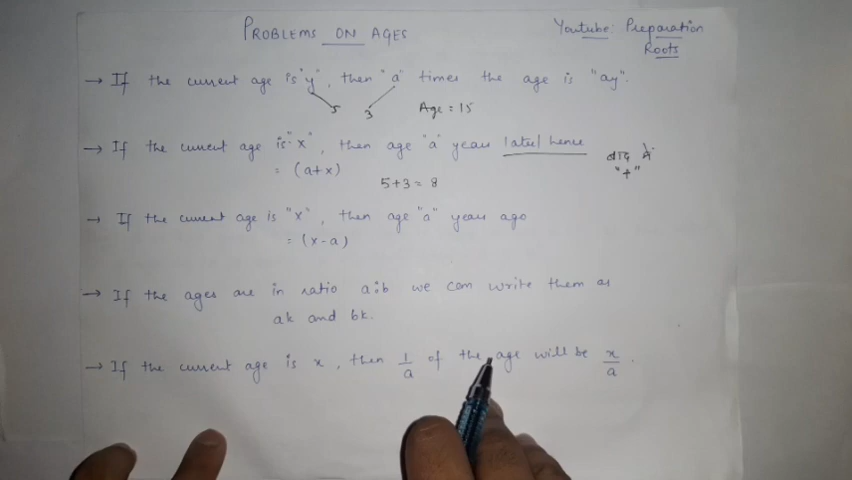 PROBLEMS ON AGES
Youtube: Preparation
Roots
→ If the current age is "y", then "a" times the age is "ay".
5 3 Age = 15
→ If the current age is "x", then age "a" years later/hence
= (a+x)
5+3 = 8
"+"
→ If the current age is "x", then age "a" years ago
= (x-a)
→ If the ages are in ratio a:b we can write them as
ak and bk.
→ If the current age is x, then 1/a of the age will be x/a.